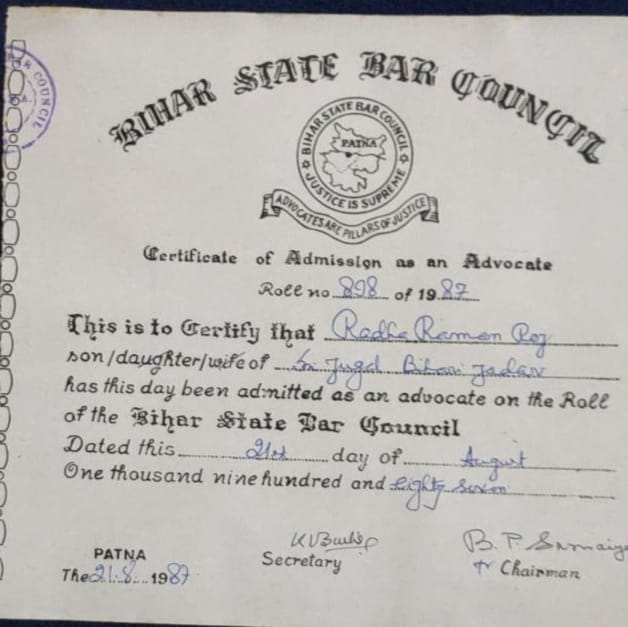 BIHAR STATE BAR COUNCIL
BIHAR STATE BAR COUNCIL
PATNA
JUSTICE IS SUPREME
ADVOCATES ARE PILLARS OF JUSTICE
Certificate of Admission as an Advocate
Roll no 898 of 1987
This is to Certify that Radha Raman Roy
son/daughter/wife of Sri Jugal Bihari Yadav
has this day been admitted as an advocate on the Roll
of the Bihar State Bar Council
Dated this 21st day of August
One thousand nine hundred and eighty seven
B. P. Samaiya
PATNA Secretary Chairman
The 21.8.1987